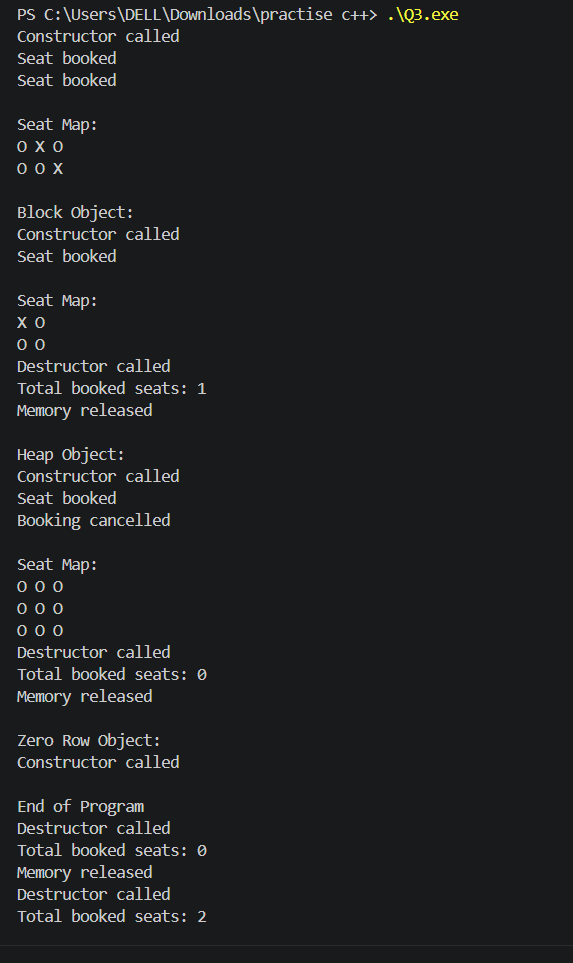 PS C:\Users\DELL\Downloads\practise c++> .\Q3.exe
Constructor called
Seat booked
Seat booked

Seat Map:
O X O
O O X

Block Object:
Constructor called
Seat booked

Seat Map:
X O
O O
Destructor called
Total booked seats: 1
Memory released

Heap Object:
Constructor called
Seat booked
Booking cancelled

Seat Map:
O O O
O O O
O O O
Destructor called
Total booked seats: 0
Memory released

Zero Row Object:
Constructor called

End of Program
Destructor called
Total booked seats: 0
Memory released
Destructor called
Total booked seats: 2